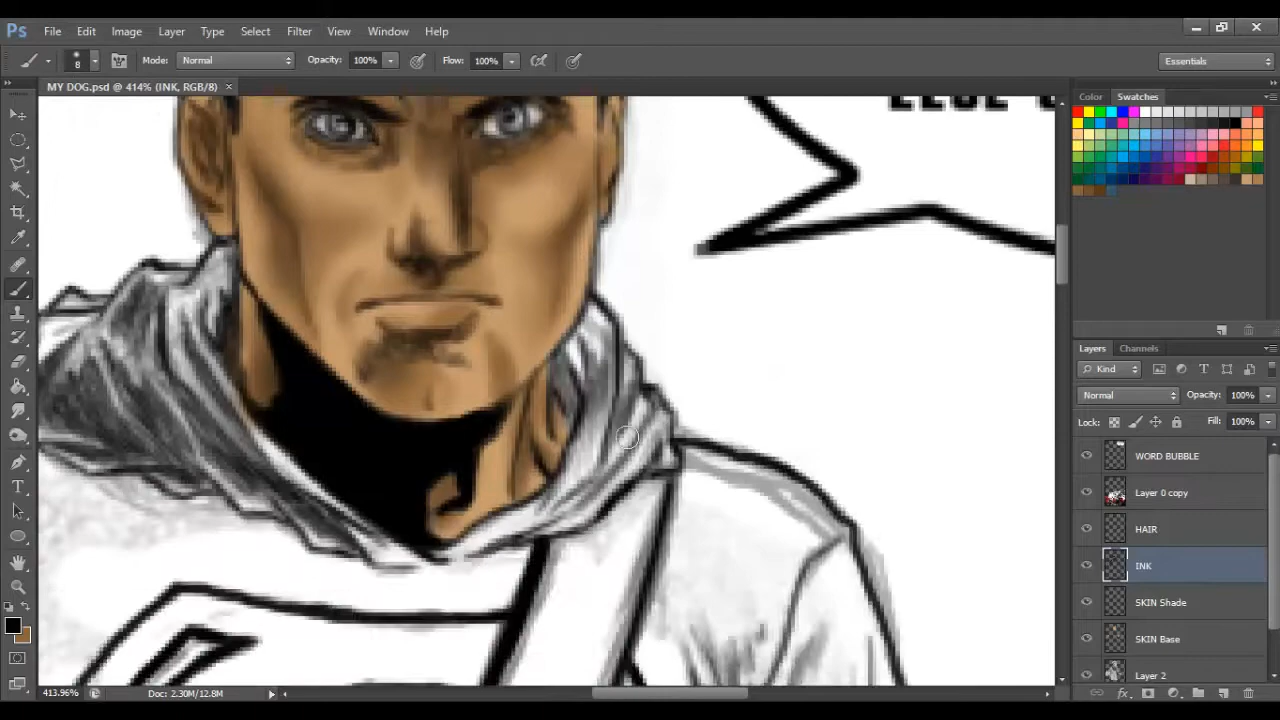 Ps File Edit Image Layer Type Select Filter View Window Help
8 Mode: Normal Opacity: 100% Flow: 100% Essentials
MY DOG.psd @ 414% (INK, RGB/8) ×
Color Swatches
Layers Channels
Kind
Normal Opacity: 100%
Lock: Fill: 100%
WORD BUBBLE
Layer 0 copy
HAIR
INK
SKIN Shade
SKIN Base
Layer 2
413.96% Doc: 2.30M/12.8M